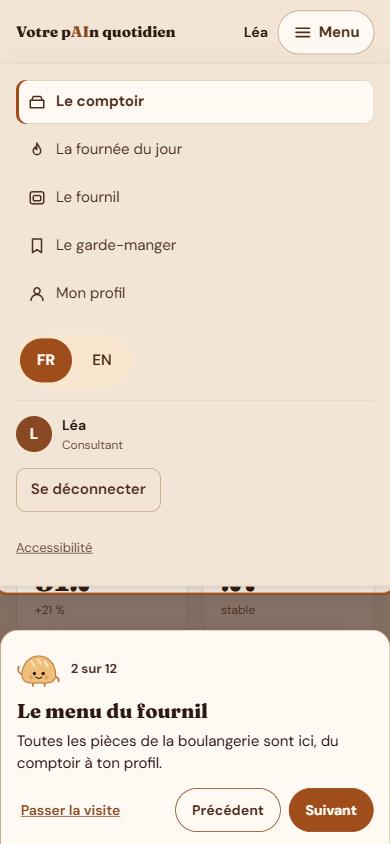 Votre pAIn quotidien
Léa
Menu
Le comptoir
La fournée du jour
Le fournil
Le garde-manger
Mon profil
FR
EN
L
Léa
Consultant
Se déconnecter
Accessibilité
+21 %
stable
2 sur 12
Le menu du fournil
Toutes les pièces de la boulangerie sont ici, du
comptoir à ton profil.
Passer la visite
Précédent
Suivant